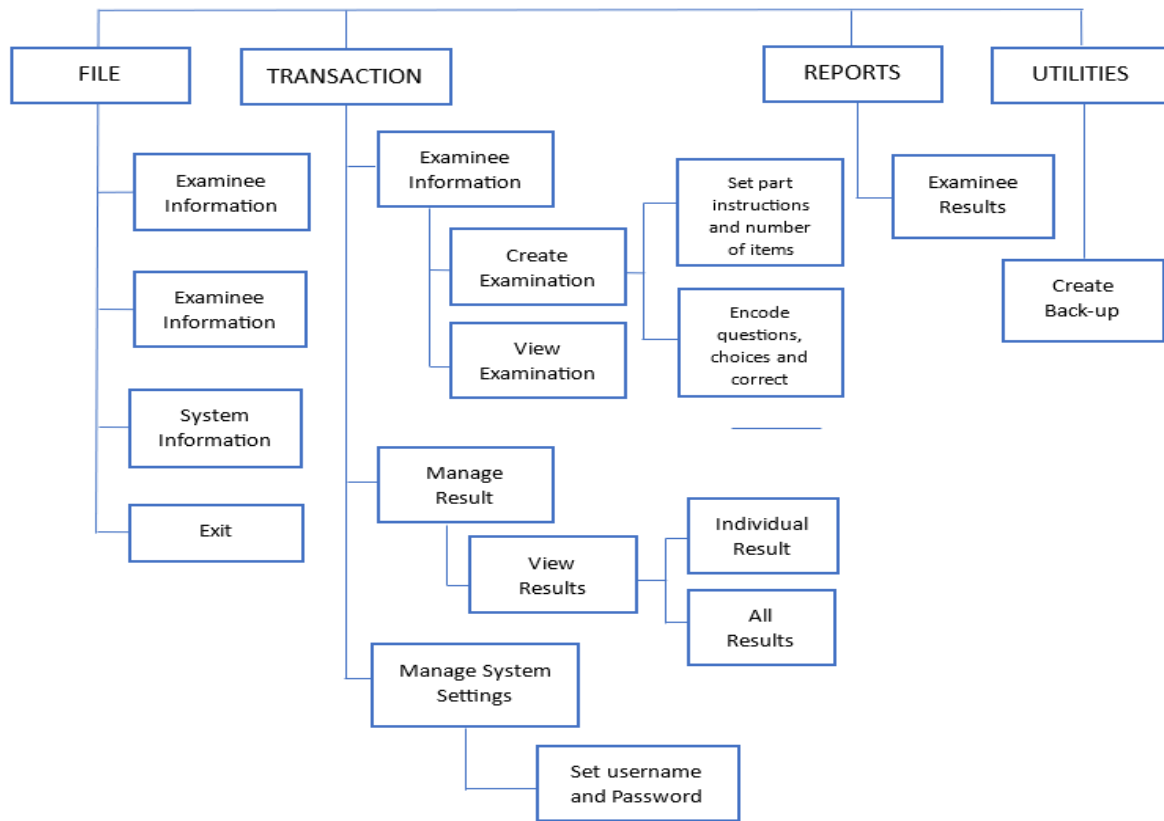 FILE
TRANSACTION
REPORTS
UTILITIES
Examinee
Information
Examinee
Information
System
Information
Exit
Examinee
Information
Create
Examination
Set part
instructions
and number
of items
Encode
questions,
choices and
correct
View
Examination
Manage
Result
View
Results
Individual
Result
All
Results
Manage System
Settings
Set username
and Password
Examinee
Results
Create
Back-up